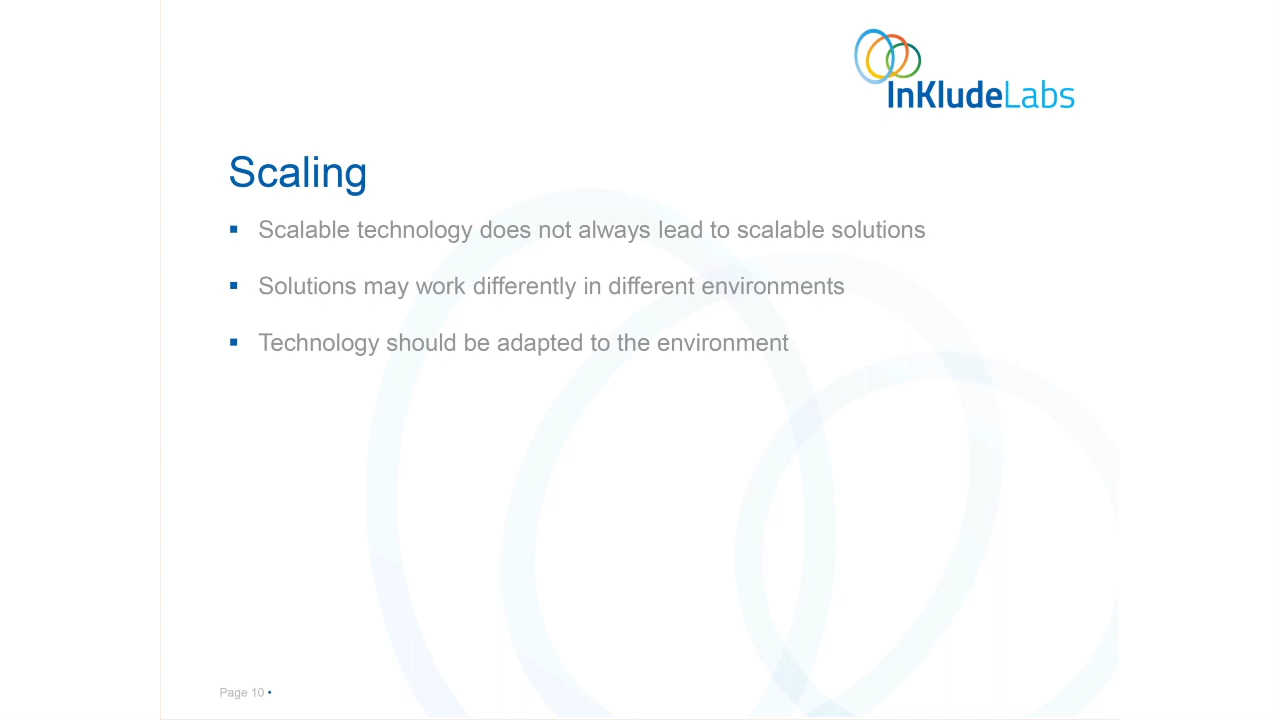 InKludeLabs
Scaling
▪ Scalable technology does not always lead to scalable solutions
▪ Solutions may work differently in different environments
▪ Technology should be adapted to the environment
Page 10 •